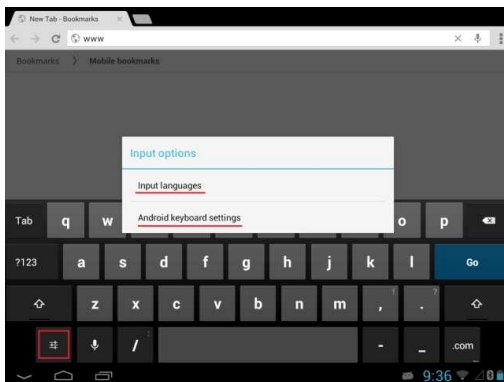 New Tab - Bookmarks
www
Bookmarks > Mobile bookmarks
Input options
Input languages
Android keyboard settings
Tab q w o p
?123 a s d f g h j k l Go
z x c v b n m , ! . ?
/ : - _ .com
9:36